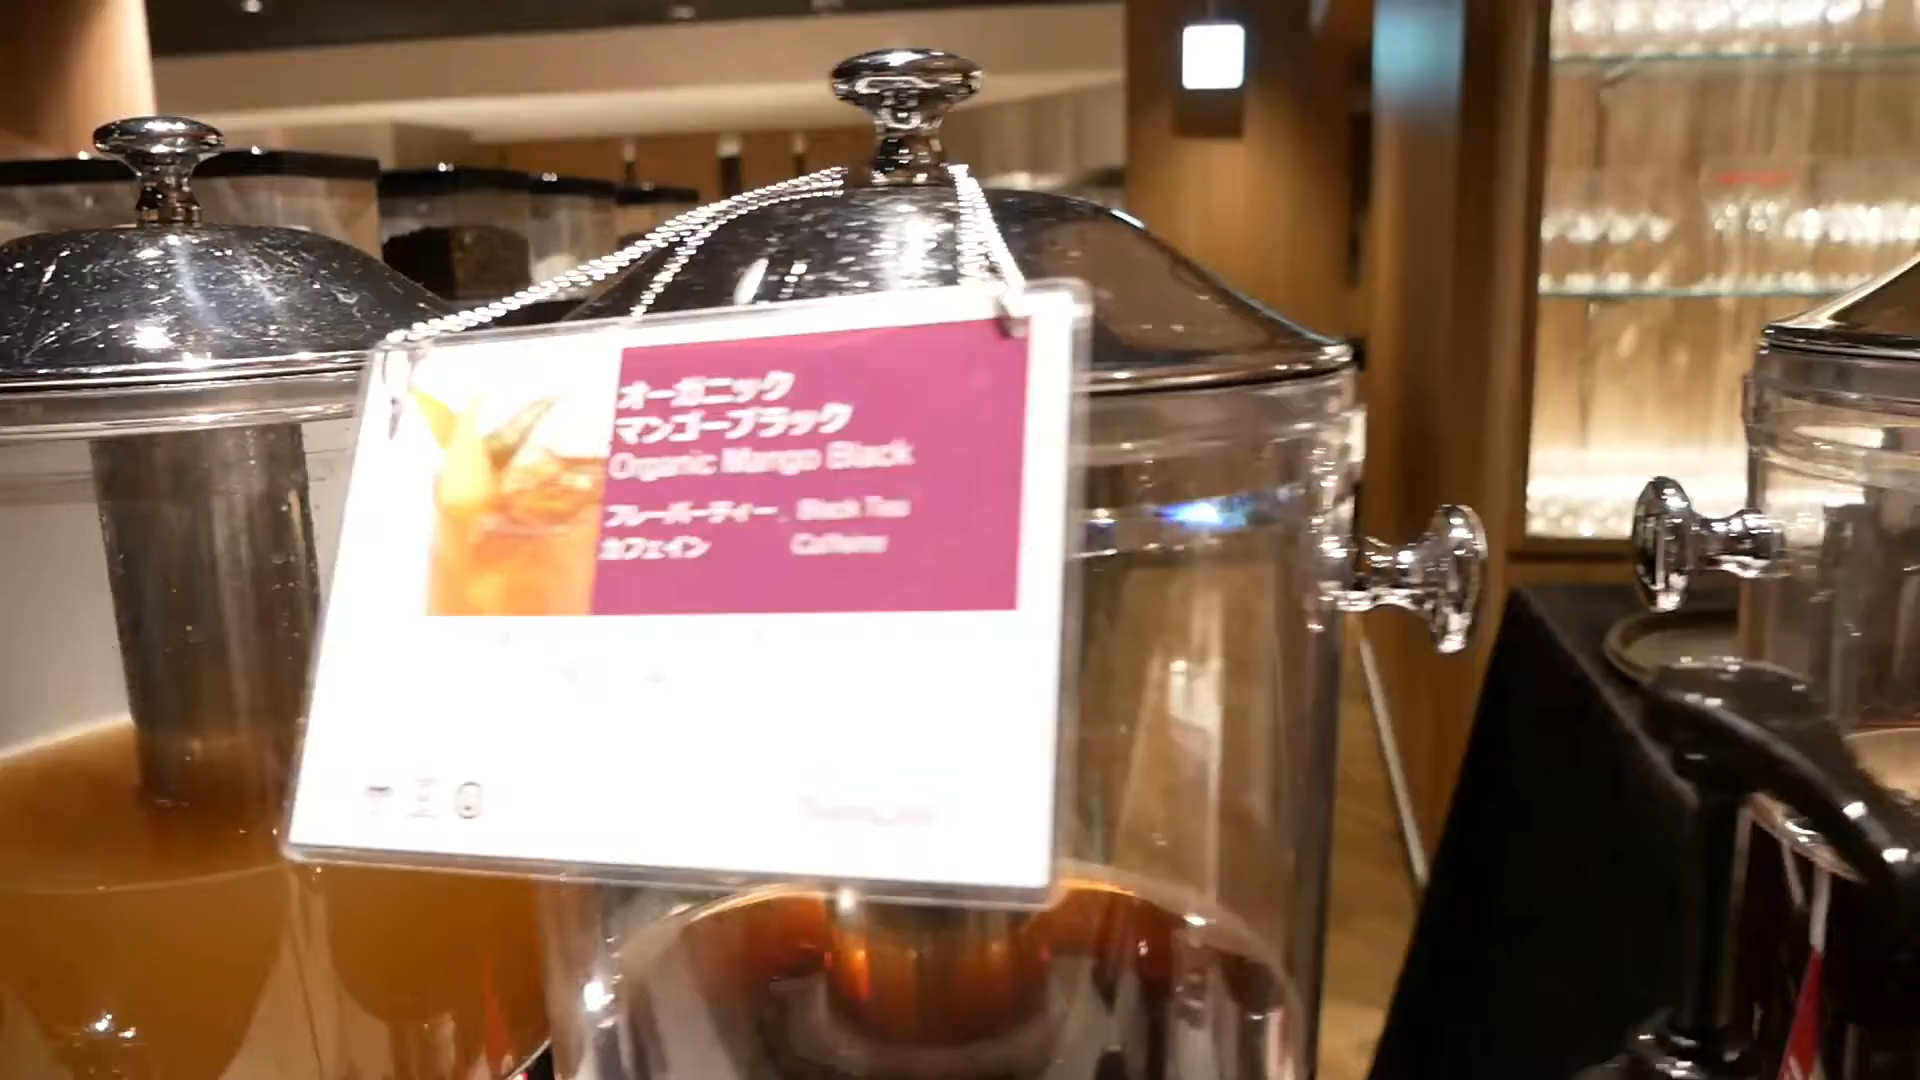 オーガニック
マンゴーブラック
Organic Mango Black
フレーバーティー Black Tea
カフェイン Caffeine